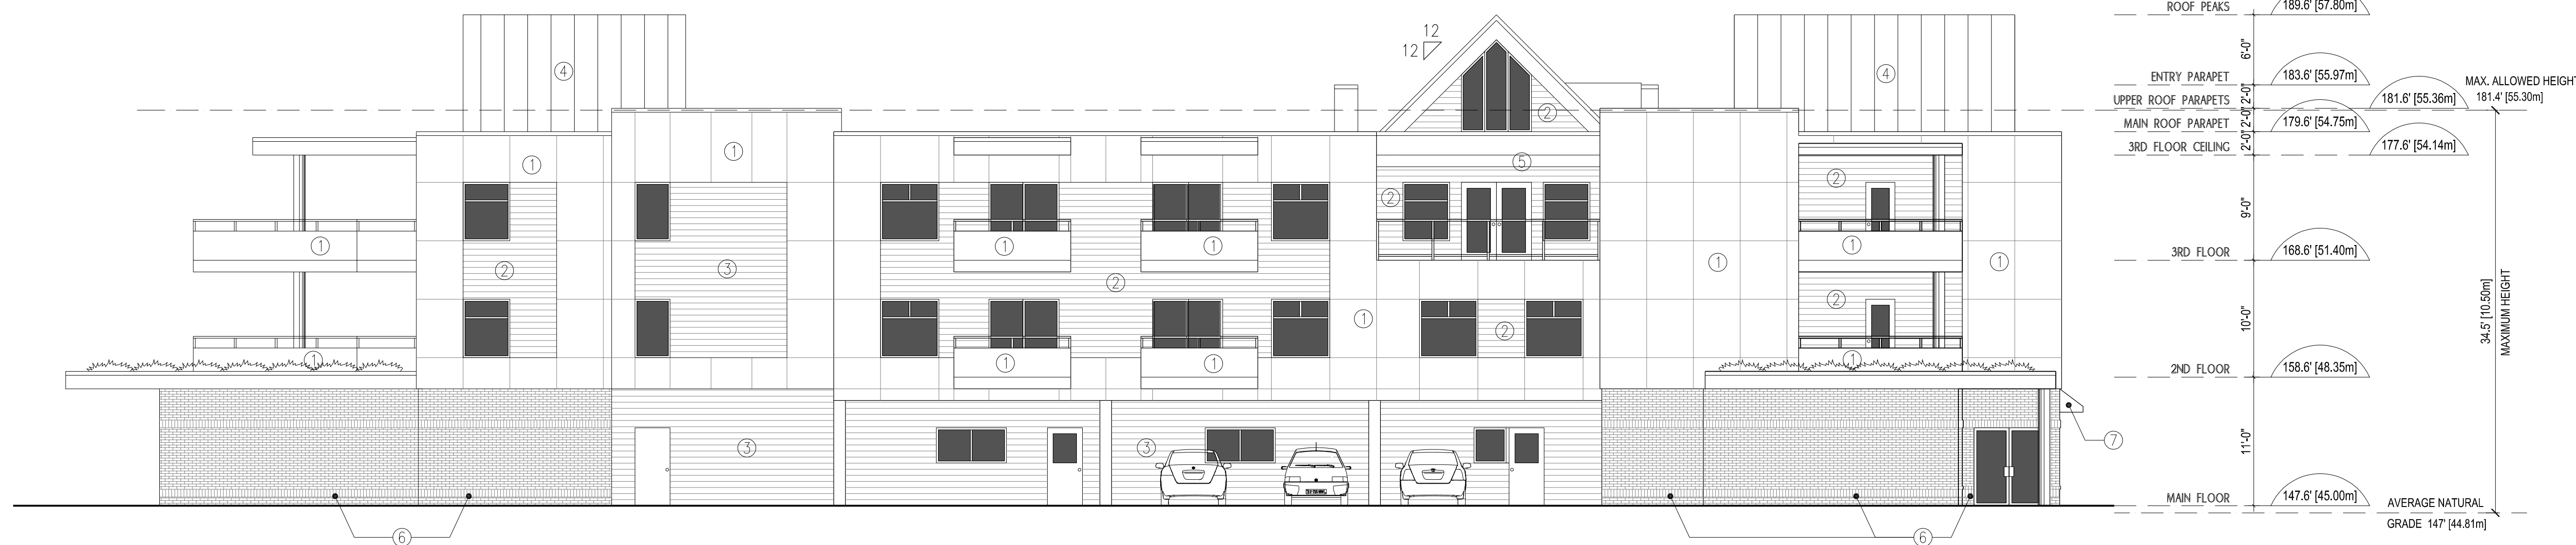 ROOF PEAKS 189.6' [57.80m]
6'-0"
12
12
4
4
ENTRY PARAPET 183.6' [55.97m]
MAX. ALLOWED HEIGHT
181.4' [55.30m]
2'-0"
UPPER ROOF PARAPETS 181.6' [55.36m]
2
2'-0"
MAIN ROOF PARAPET 179.6' [54.75m]
2'-0"
3RD FLOOR CEILING 177.6' [54.14m]
1
1
5
2
2
9'-0"
1
1
1
1
3RD FLOOR 168.6' [51.40m]
2
3
2
1
1
34.5' [10.50m]
MAXIMUM HEIGHT
10'-0"
2
1
2
1
1
1
1
2ND FLOOR 158.6' [48.35m]
7
11'-0"
3
3
MAIN FLOOR 147.6' [45.00m]
AVERAGE NATURAL
GRADE 147' [44.81m]
6
6